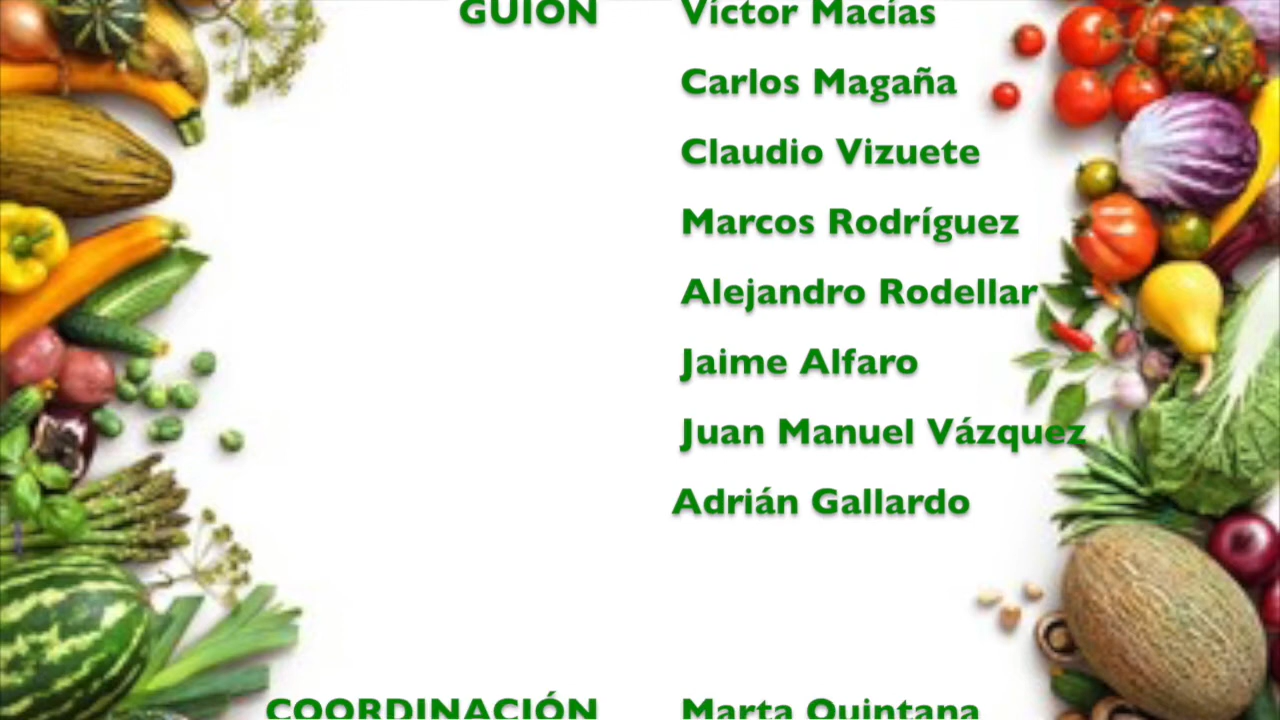 GUIÓN Víctor Macías
Carlos Magaña
Claudio Vizuete
Marcos Rodríguez
Alejandro Rodellar
Jaime Alfaro
Juan Manuel Vázquez
Adrián Gallardo
COORDINACIÓN Marta Quintana